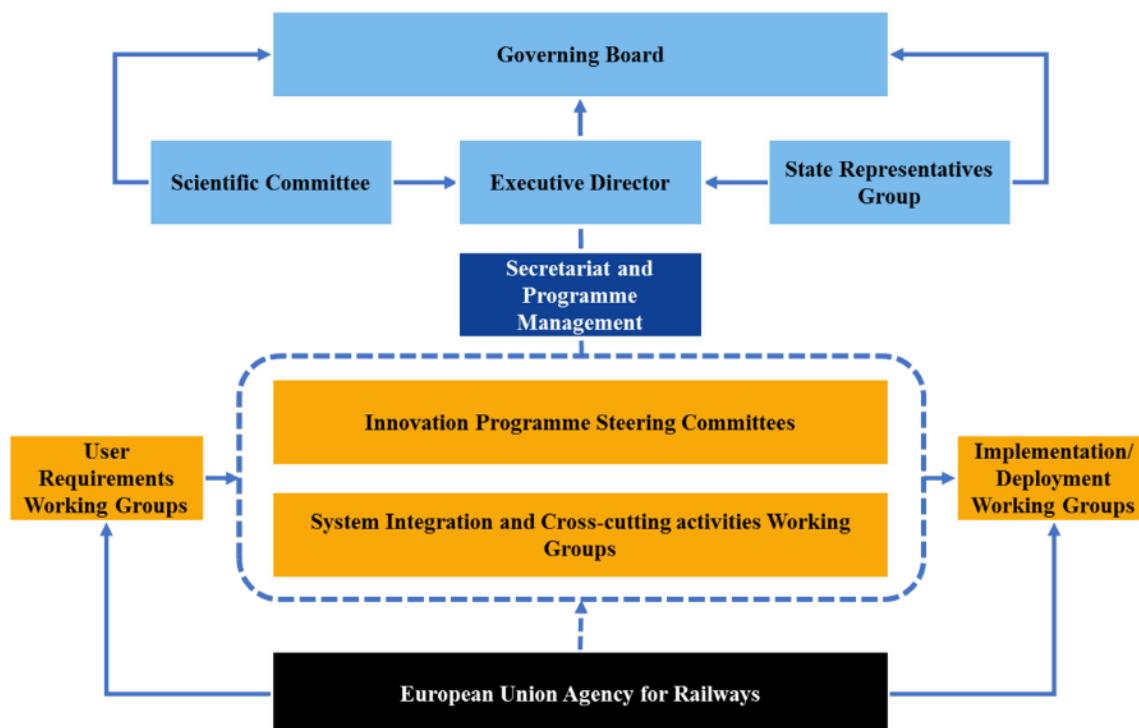 Governing Board
Scientific Committee
Executive Director
State Representatives
Group
Secretariat and
Programme
Management
Innovation Programme Steering Committees
User
Requirements
Working Groups
Implementation/
Deployment
Working Groups
System Integration and Cross-cutting activities Working
Groups
European Union Agency for Railways